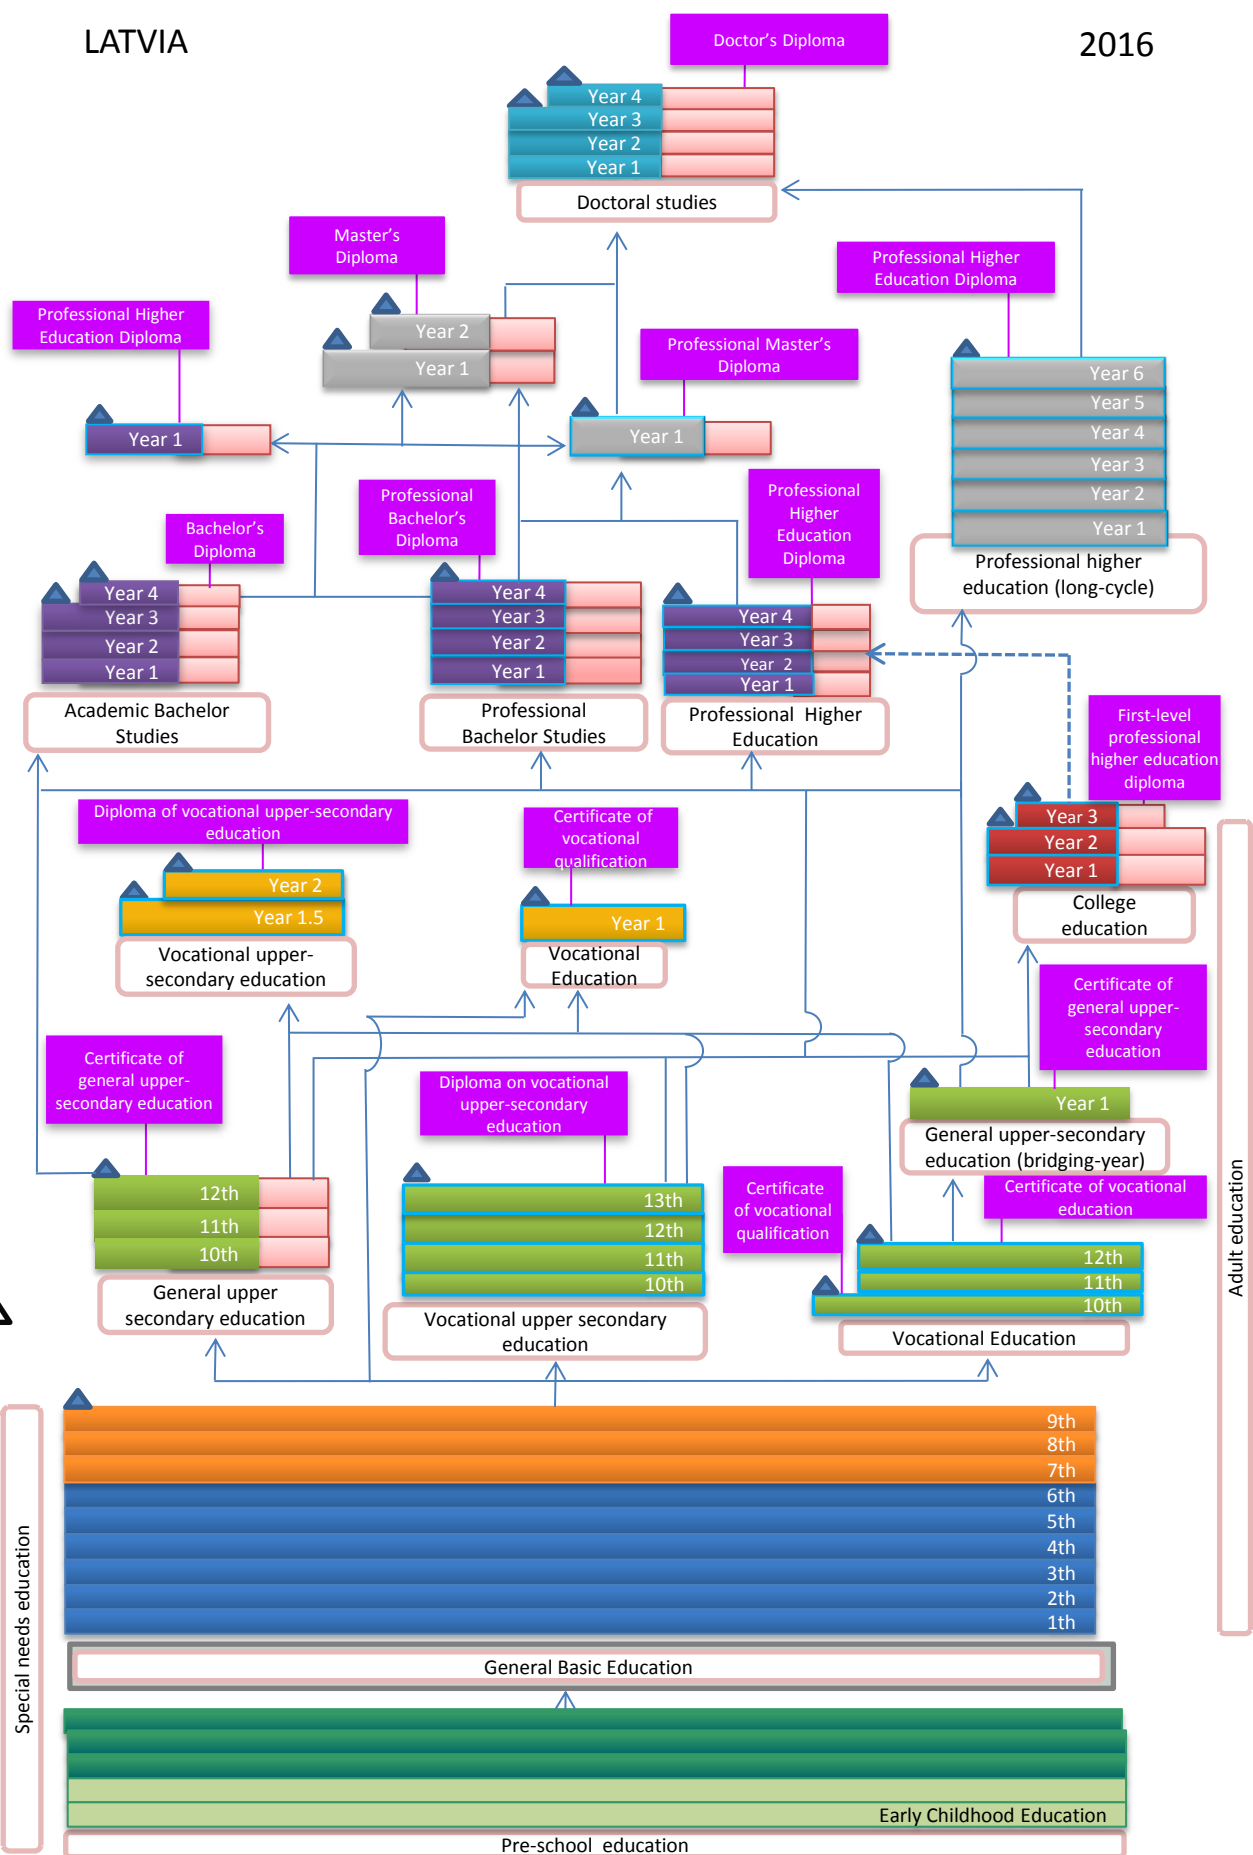 LATVIA
2016
Doctor's Diploma
Year 4
Year 3
Year 2
Year 1
Doctoral studies
Master's
Diploma
Professional Higher
Education Diploma
Professional Higher
Education Diploma
Year 2
Year 1
Professional Master's
Diploma
Year 1
Year 1
Year 6
Year 5
Year 4
Year 3
Year 2
Year 1
Professional higher
education (long-cycle)
Bachelor's
Diploma
Professional
Bachelor's
Diploma
Professional
Higher
Education
Diploma
Year 4
Year 3
Year 2
Year 1
Academic Bachelor
Studies
Year 4
Year 3
Year 2
Year 1
Professional
Bachelor Studies
Year 4
Year 3
Year 2
Year 1
Professional Higher
Education
First-level
professional
higher education
diploma
Year 3
Year 2
Year 1
College
education
Diploma of vocational upper-secondary
education
Year 2
Year 1.5
Vocational upper-
secondary education
Certificate of
vocational
qualification
Year 1
Vocational
Education
Certificate of
general upper-
secondary
education
Year 1
General upper-secondary
education (bridging-year)
Certificate of
general upper-
secondary education
12th
11th
10th
General upper
secondary education
Diploma on vocational
upper-secondary
education
13th
12th
11th
10th
Vocational upper secondary
education
Certificate
of vocational
qualification
Certificate of vocational
education
12th
11th
10th
Vocational Education
Adult education
Special needs education
9th
8th
7th
6th
5th
4th
3th
2th
1th
General Basic Education
Early Childhood Education
Pre-school education